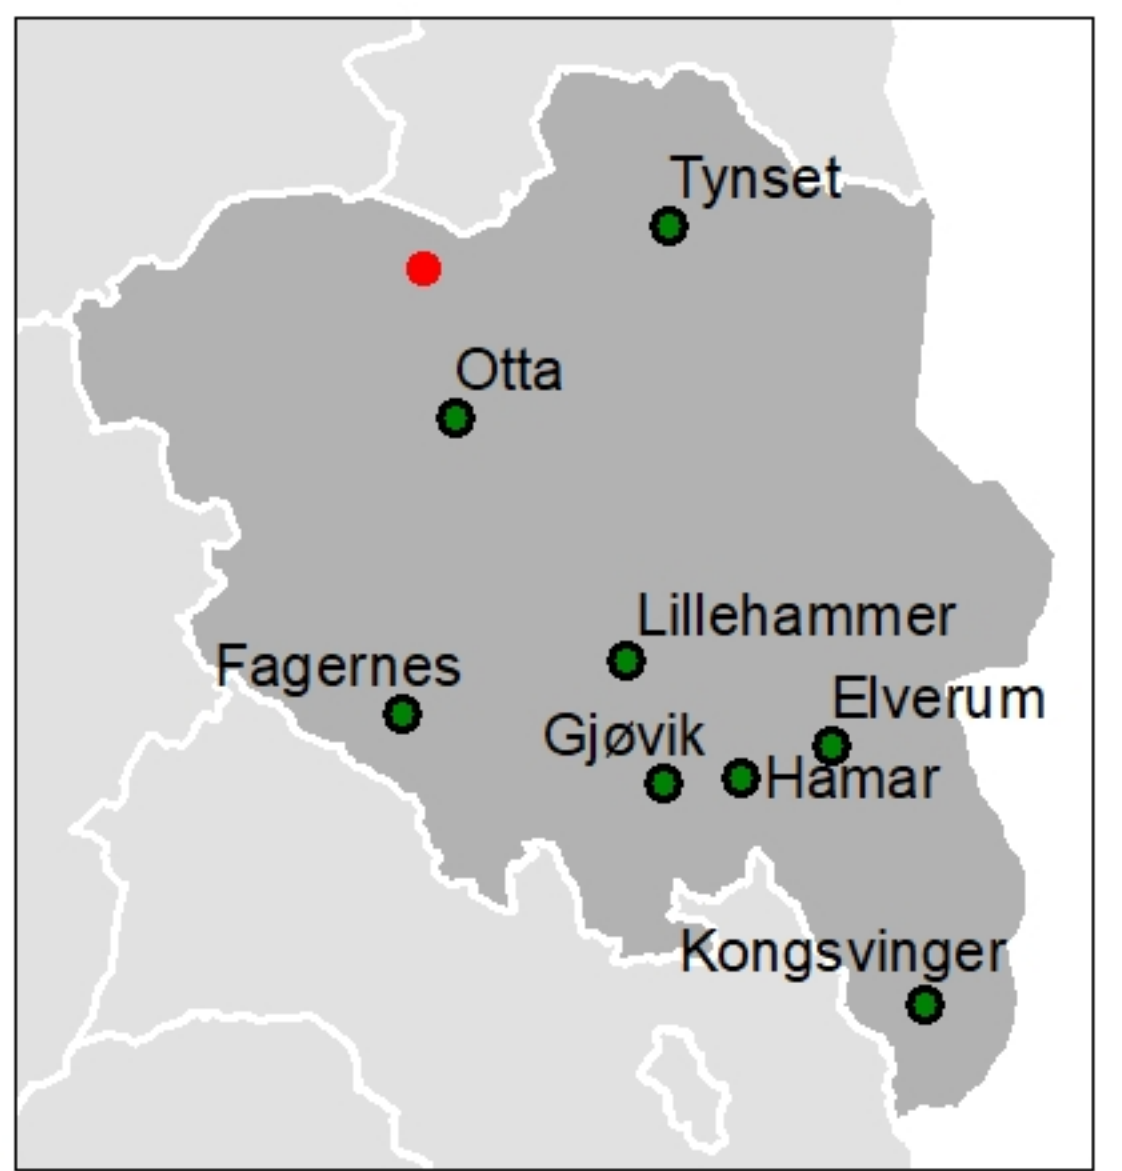 Tynset
Otta
Lillehammer
Fagernes
Elverum
Gjøvik
Hamar
Kongsvinger